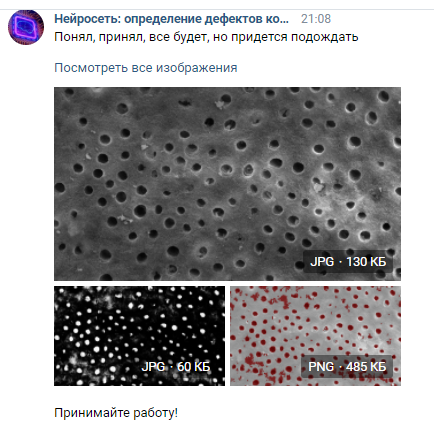 Нейросеть: определение дефектов ко... 21:08
Понял, принял, все будет, но придется подождать
Посмотреть все изображения
JPG · 130 КБ
JPG · 60 КБ
PNG · 485 КБ
Принимайте работу!